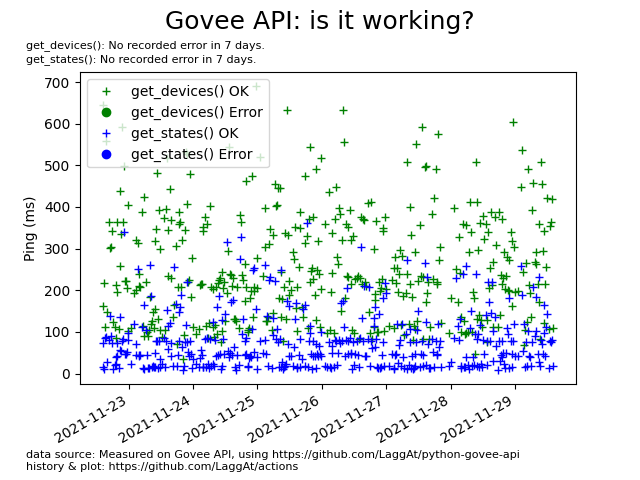 Govee API: is it working?
get_devices(): No recorded error in 7 days.
get_states(): No recorded error in 7 days.
700
600
500
400
300
200
100
0
Ping (ms)
get_devices() OK
get_devices() Error
get_states() OK
get_states() Error
2021-11-23
2021-11-24
2021-11-25
2021-11-26
2021-11-27
2021-11-28
2021-11-29
data source: Measured on Govee API, using https://github.com/LaggAt/python-govee-api
history & plot: https://github.com/LaggAt/actions